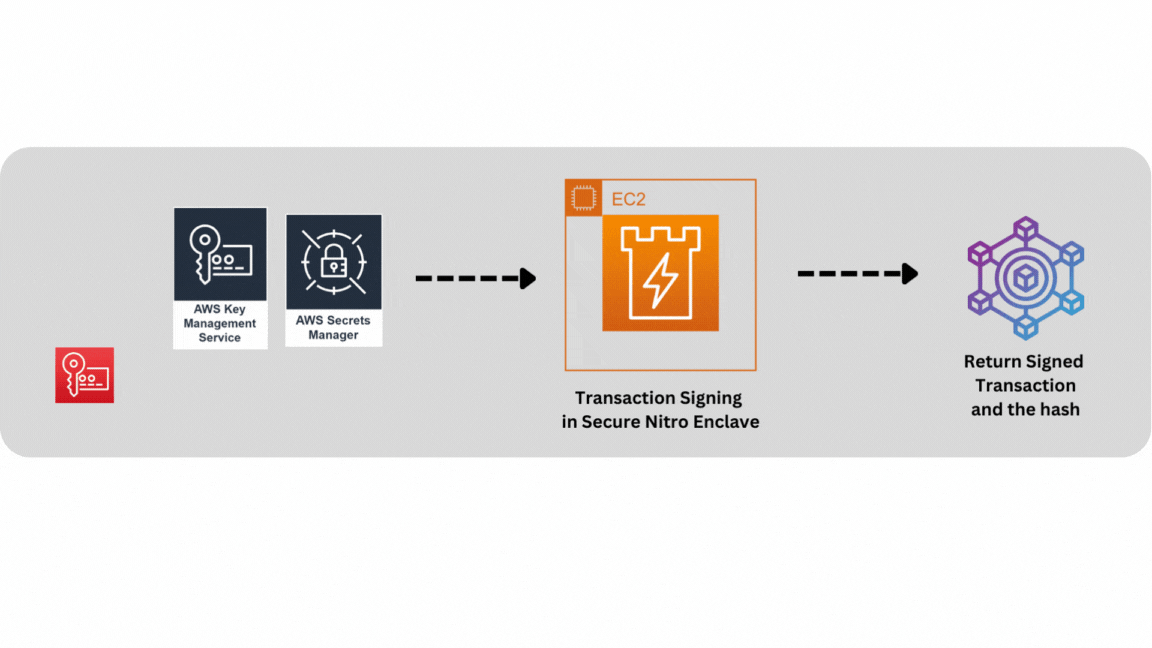 AWS Key
Management
Service
AWS Secrets
Manager
EC2
Transaction Signing
in Secure Nitro Enclave
Return Signed
Transaction
and the hash